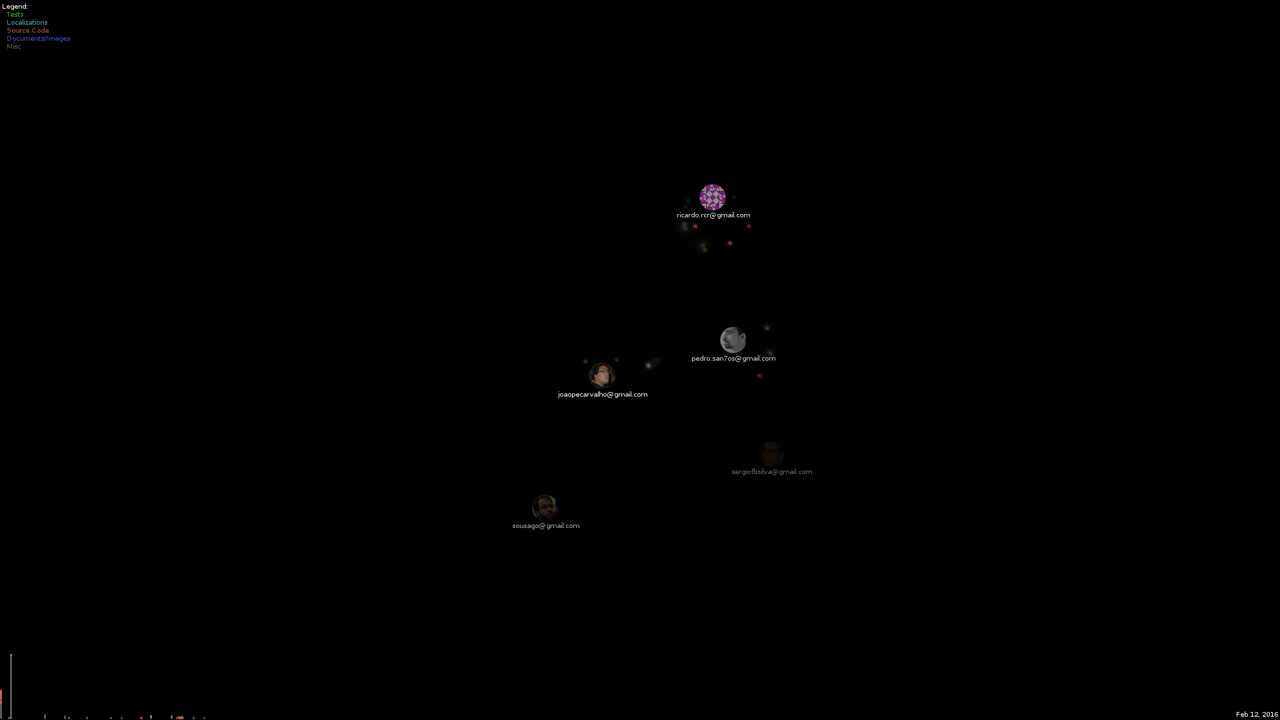 Legend:
Tests
Localizations
Source Code
Documents/Images
Misc
ricardo.rcr@gmail.com
pedro.san7os@gmail.com
joaopecarvalho@gmail.com
sergiofbsilva@gmail.com
sousago@gmail.com
Feb 12, 2016